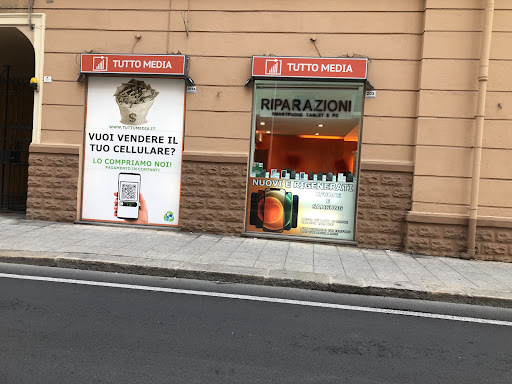 TUTTO MEDIA
WWW.TUTTOMEDIA.IT
VUOI VENDERE IL
TUO CELLULARE?
LO COMPRIAMO NOI!
PAGAMENTO IN CONTANTI
TUTTO MEDIA
RIPARAZIONI
SMARTPHONE TABLET E PC
NUOVI E RIGENERATI
IPHONE
E
SAMSUNG